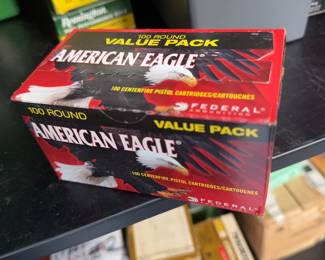 Remington
100 ROUND
VALUE PACK
AMERICAN EAGLE®
100 CENTERFIRE PISTOL CARTRIDGES/CARTOUCHES
FEDERAL
AMMUNITION
100 ROUND
VALUE PACK
AMERICAN EAGLE®
100 CENTERFIRE PISTOL CARTRIDGES/CARTOUCHES
FEDERAL